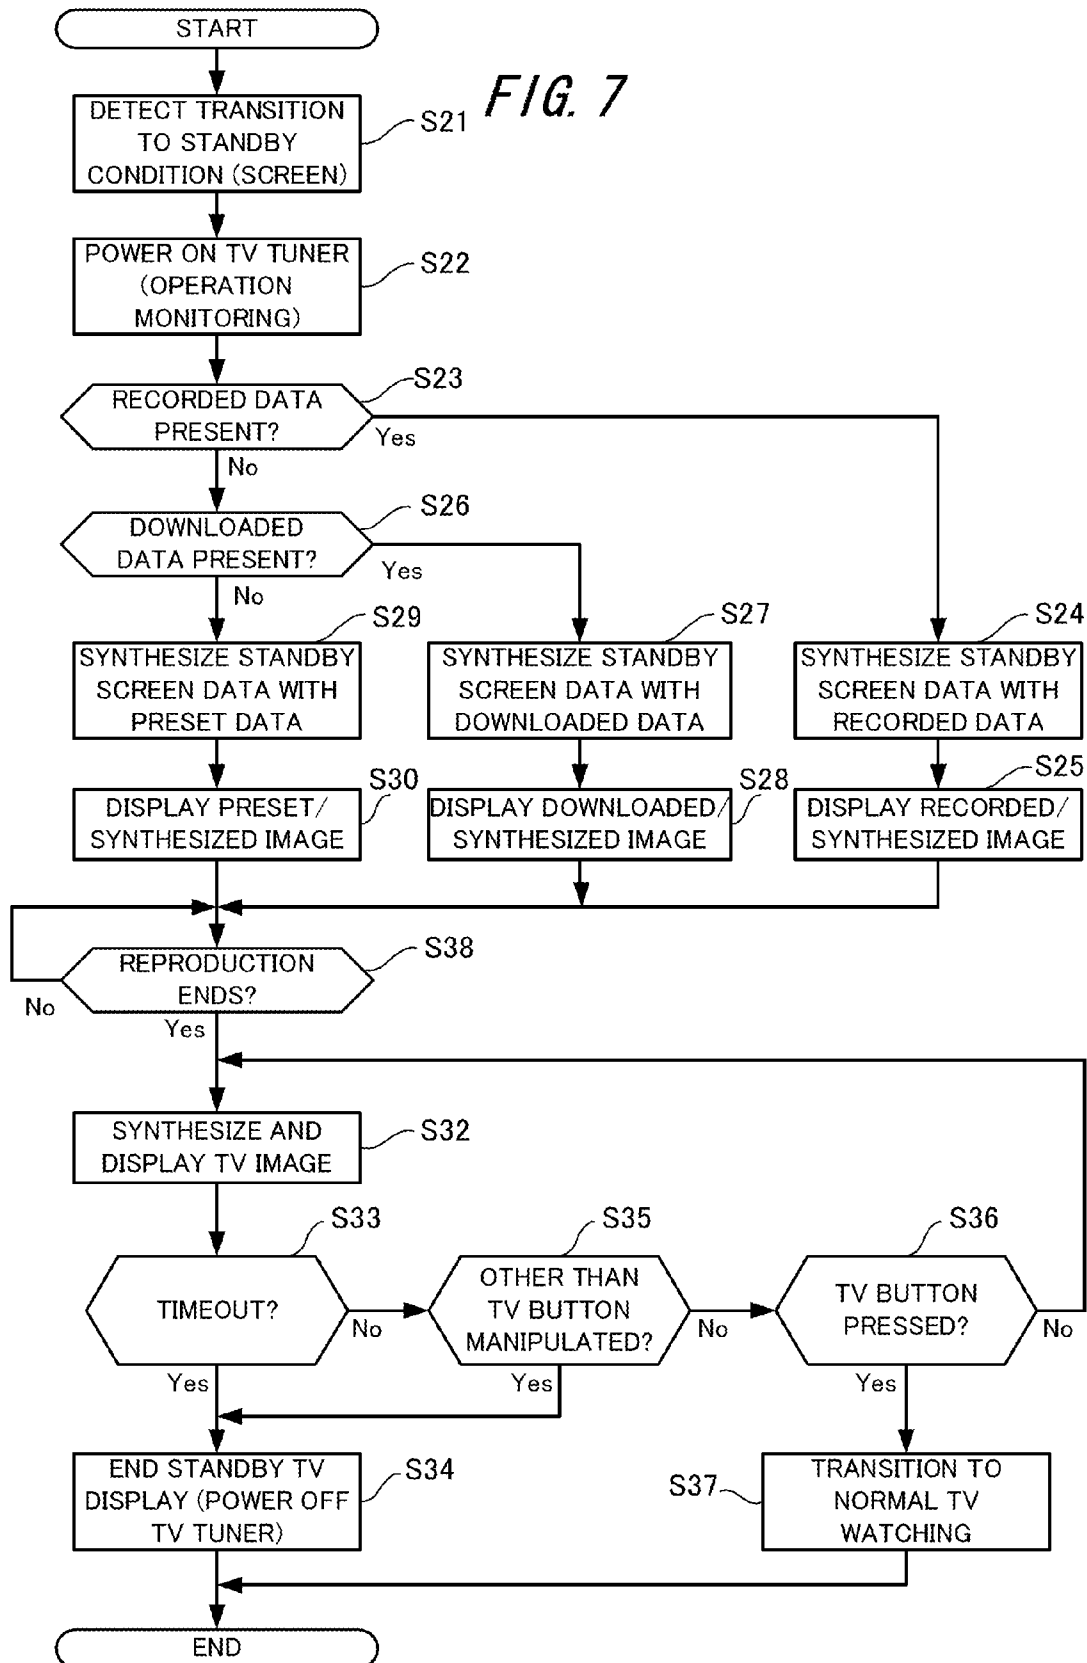 START
FIG. 7
DETECT TRANSITION
TO STANDBY
CONDITION (SCREEN)
S21
POWER ON TV TUNER
(OPERATION
MONITORING)
S22
RECORDED DATA
PRESENT?
S23
Yes
No
DOWNLOADED
DATA PRESENT?
S26
Yes
No
S29
SYNTHESIZE STANDBY
SCREEN DATA WITH
PRESET DATA
S27
SYNTHESIZE STANDBY
SCREEN DATA WITH
DOWNLOADED DATA
S24
SYNTHESIZE STANDBY
SCREEN DATA WITH
RECORDED DATA
S30
DISPLAY PRESET/
SYNTHESIZED IMAGE
S28
DISPLAY DOWNLOADED/
SYNTHESIZED IMAGE
S25
DISPLAY RECORDED/
SYNTHESIZED IMAGE
REPRODUCTION
ENDS?
S38
No
Yes
SYNTHESIZE AND
DISPLAY TV IMAGE
S32
S33
TIMEOUT?
No
Yes
S35
OTHER THAN
TV BUTTON
MANIPULATED?
No
Yes
S36
TV BUTTON
PRESSED?
No
Yes
END STANDBY TV
DISPLAY (POWER OFF
TV TUNER)
S34
S37
TRANSITION TO
NORMAL TV
WATCHING
END